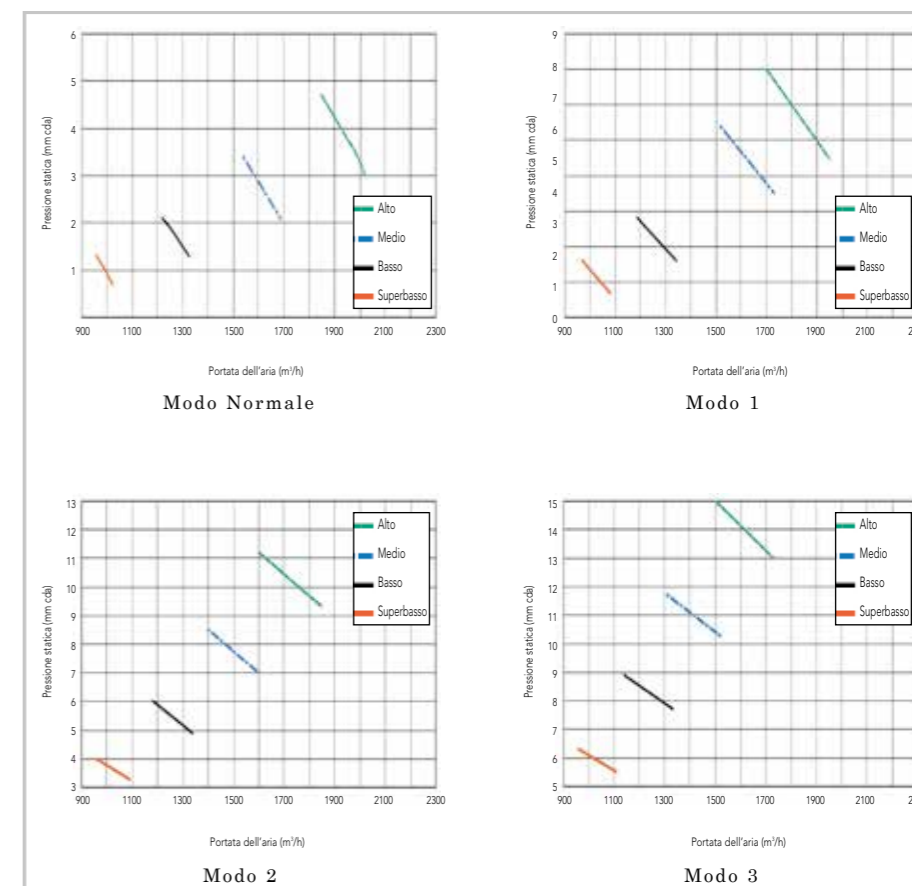 6
5
4
3
2
1
Pressione statica (mm cda)
Alto
Medio
Basso
Superbasso
900 1100 1300 1500 1700 1900 2100 2300
Portata dell'aria (m³/h)
Modo Normale
9
8
7
6
5
4
3
2
1
0
Pressione statica (mm cda)
Alto
Medio
Basso
Superbasso
900 1100 1300 1500 1700 1900 2100
Portata dell'aria (m³/h)
Modo 1
13
12
11
10
9
8
7
6
5
4
3
Pressione statica (mm cda)
Alto
Medio
Basso
Superbasso
900 1100 1300 1500 1700 1900 2100 2300
Portata dell'aria (m³/h)
Modo 2
15
14
13
12
11
10
9
8
7
6
5
Pressione statica (mm cda)
Alto
Medio
Basso
Superbasso
900 1100 1300 1500 1700 1900 2100
Portata dell'aria (m³/h)
Modo 3